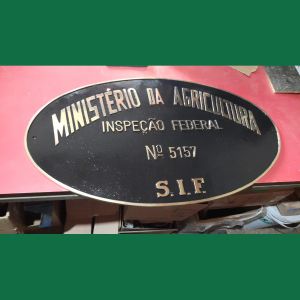 MINISTÉRIO DA AGRICULTURA
INSPEÇÃO FEDERAL
Nº 5157
S.I.F.